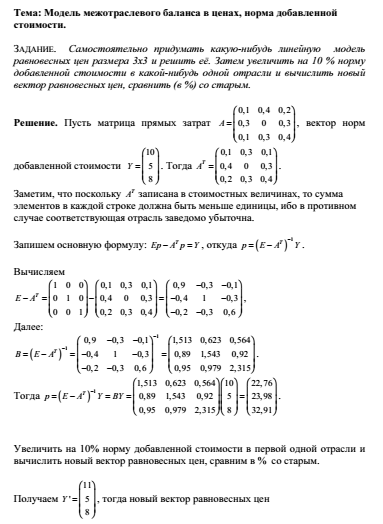 Тема: Модель межотраслевого баланса в ценах, норма добавленной
стоимости.
ЗАДАНИЕ. Самостоятельно придумать какую-нибудь линейную модель
равновесных цен размера 3х3 и решить её. Затем увеличить на 10 % норму
добавленной стоимости в какой-нибудь одной отрасли и вычислить новый
вектор равновесных цен, сравнить (в %) со старым.
Решение. Пусть матрица прямых затрат A=(0,1 0,4 0,2; 0,3 0 0,3; 0,1 0,3 0,4), вектор норм
добавленной стоимости Y=(10; 5; 8). Тогда A^T=(0,1 0,3 0,1; 0,4 0 0,3; 0,2 0,3 0,4).
Заметим, что поскольку A^T записана в стоимостных величинах, то сумма
элементов в каждой строке должна быть меньше единицы, ибо в противном
случае соответствующая отрасль заведомо убыточна.
Запишем основную формулу: Ep−A^T p=Y, откуда p=(E−A^T)^−1 Y.
Вычисляем
E−A^T=(1 0 0; 0 1 0; 0 0 1)−(0,1 0,3 0,1; 0,4 0 0,3; 0,2 0,3 0,4)=(0,9 −0,3 −0,1; −0,4 1 −0,3; −0,2 −0,3 0,6),
Далее:
B=(E−A^T)^−1=(0,9 −0,3 −0,1; −0,4 1 −0,3; −0,2 −0,3 0,6)^−1=(1,513 0,623 0,564; 0,89 1,543 0,92; 0,95 0,979 2,315).
Тогда p=(E−A^T)^−1 Y=BY=(1,513 0,623 0,564; 0,89 1,543 0,92; 0,95 0,979 2,315)(10; 5; 8)=(22,76; 23,98; 32,91).
Увеличить на 10% норму добавленной стоимости в первой одной отрасли и
вычислить новый вектор равновесных цен, сравним в % со старым.
Получаем Y'=(11; 5; 8), тогда новый вектор равновесных цен